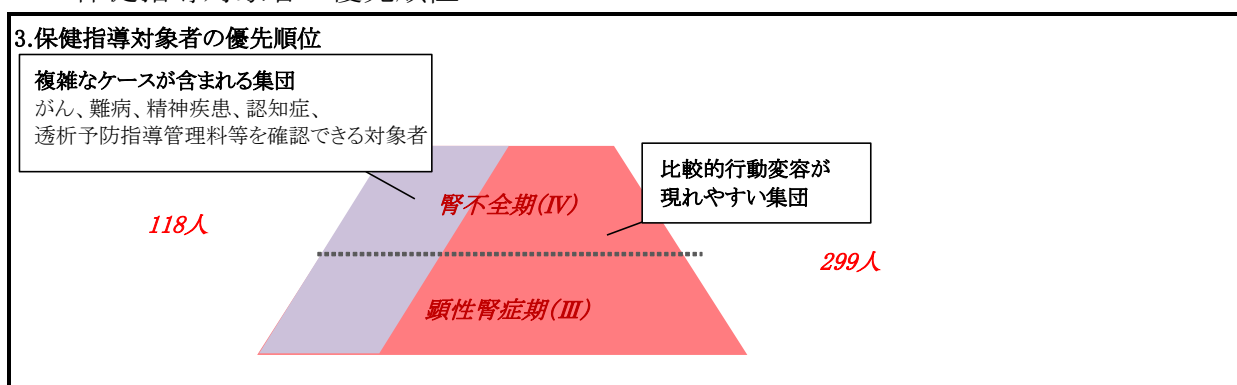 3.保健指導対象者の優先順位
複雑なケースが含まれる集団
がん、難病、精神疾患、認知症、
透析予防指導管理料等を確認できる対象者
比較的行動変容が
現れやすい集団
腎不全期(Ⅳ)
118人
299人
顕性腎症期(Ⅲ)